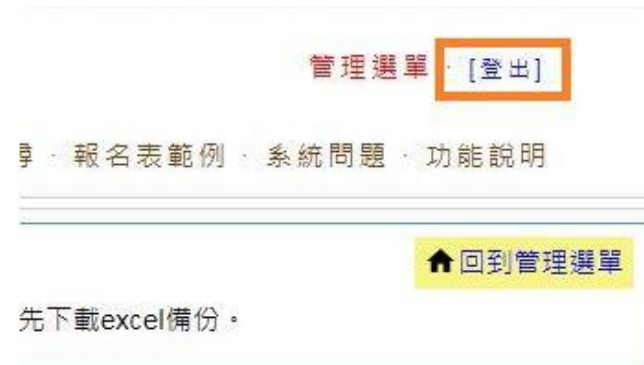 管理選單 · [登出]
· 報名表範例 · 系統問題 · 功能說明
回到管理選單
先下載excel備份。